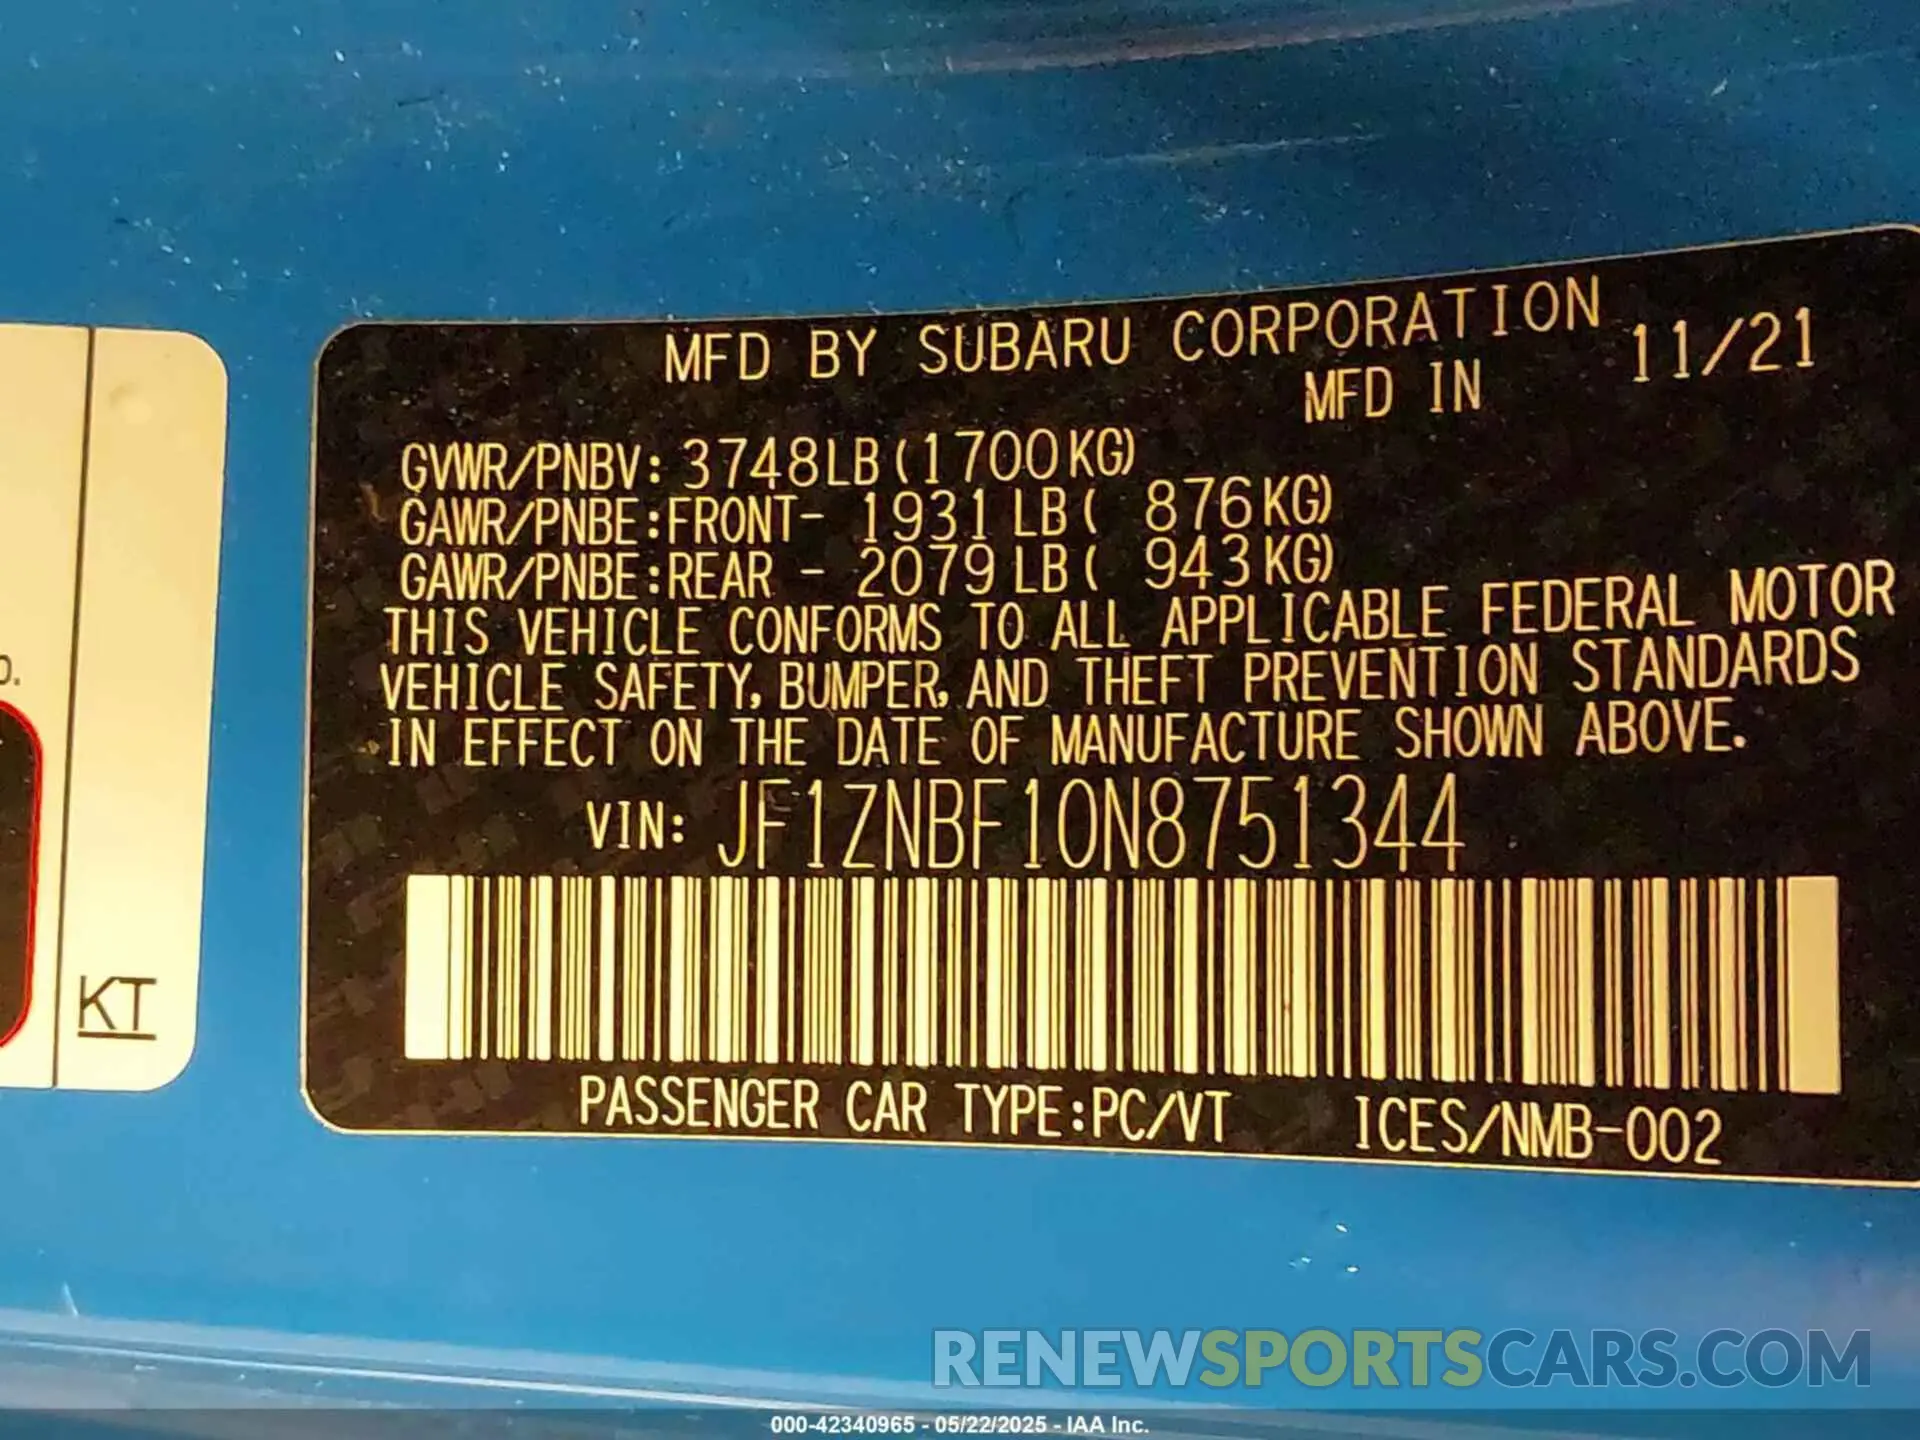 MFD BY SUBARU CORPORATION 11/21
MFD IN
GVWR/PNBV: 3748LB(1700KG)
GAWR/PNBE:FRONT- 1931LB( 876KG)
GAWR/PNBE:REAR - 2079LB( 943KG)
THIS VEHICLE CONFORMS TO ALL APPLICABLE FEDERAL MOTOR
VEHICLE SAFETY, BUMPER, AND THEFT PREVENTION STANDARDS
IN EFFECT ON THE DATE OF MANUFACTURE SHOWN ABOVE.
VIN: JF1ZNBF10N8751344
PASSENGER CAR TYPE:PC/VT ICES/NMB-002
KT
RENEWSPORTSCARS.COM
000-42340965 - 05/22/2025 - IAA Inc.